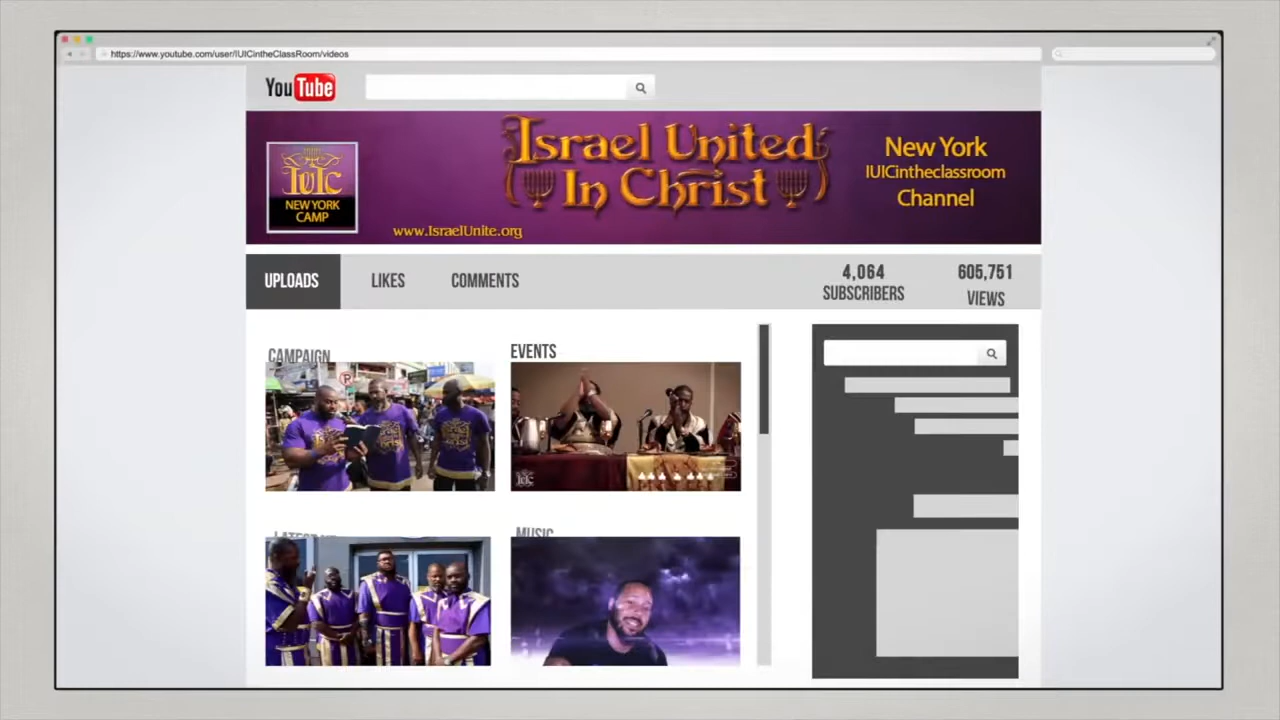 https://www.youtube.com/user/IUICintheClassRoom/videos
YouTube
Israel United
In Christ
New York
IUICintheclassroom
Channel
IUIC
NEW YORK
CAMP
www.IsraelUnite.org
UPLOADS
LIKES
COMMENTS
4,064
SUBSCRIBERS
605,751
VIEWS
CAMPAIGN
EVENTS
IUIC
MUSIC